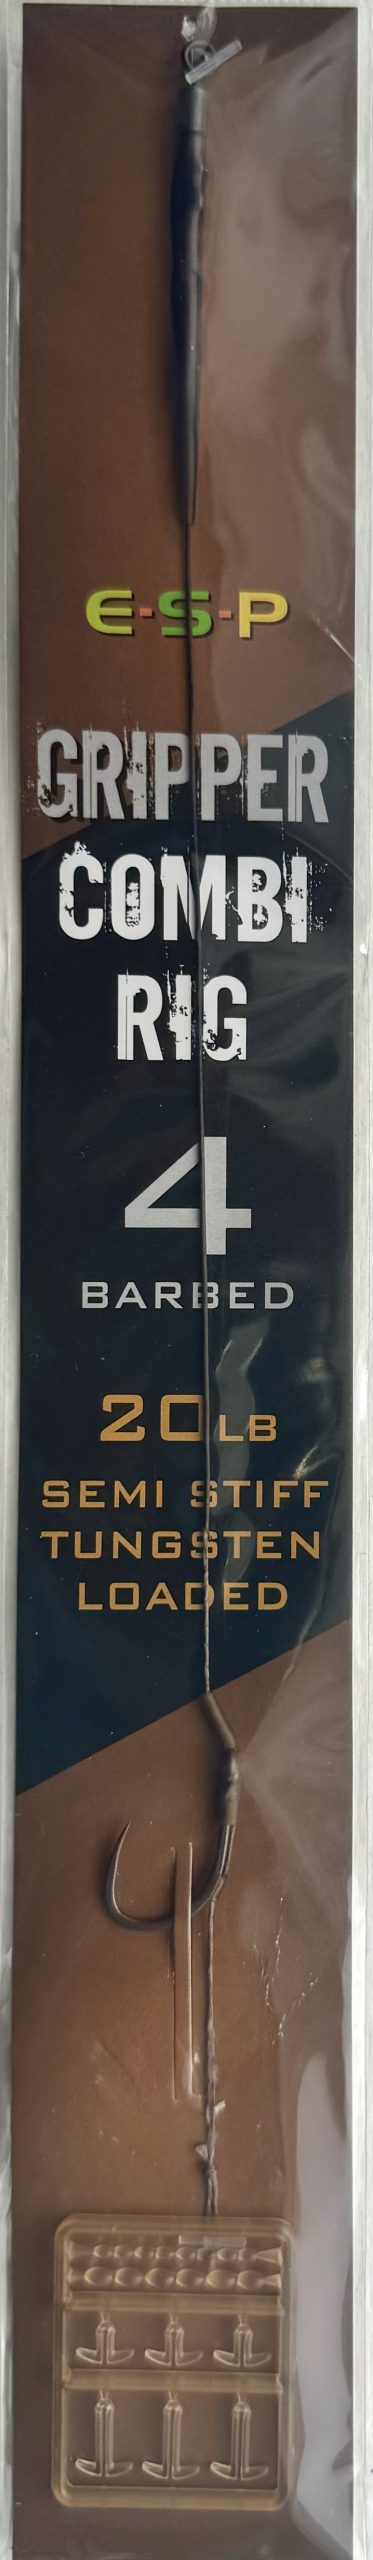 E-S-P
GRIPPER
COMBI
RIG
4
BARBED
20LB
SEMI STIFF
TUNGSTEN
LOADED